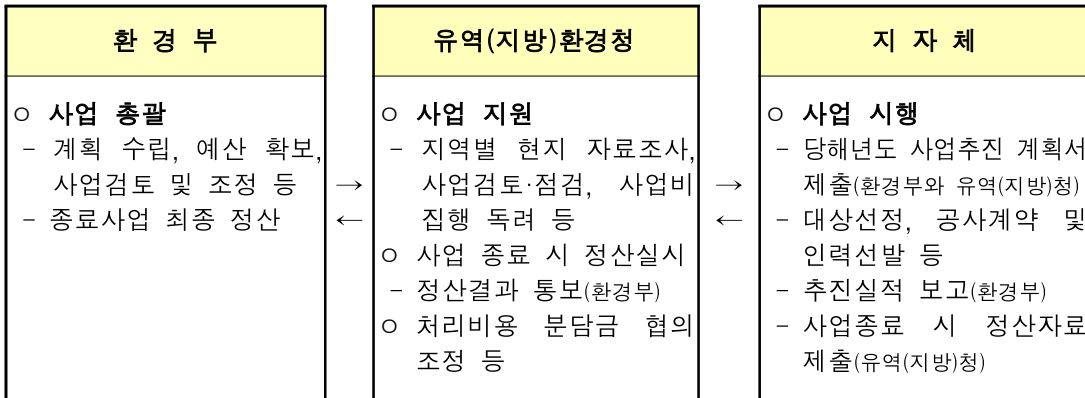 환 경 부
○ 사업 총괄
- 계획 수립, 예산 확보,
사업검토 및 조정 등
- 종료사업 최종 정산
→
←
유역(지방)환경청
○ 사업 지원
- 지역별 현지 자료조사,
사업검토·점검, 사업비
집행 독려 등
○ 사업 종료 시 정산실시
- 정산결과 통보(환경부)
○ 처리비용 분담금 협의
조정 등
→
←
지 자 체
○ 사업 시행
- 당해년도 사업추진 계획서
제출(환경부와 유역(지방)청)
- 대상선정, 공사계약 및
인력선발 등
- 추진실적 보고(환경부)
- 사업종료 시 정산자료
제출(유역(지방)청)